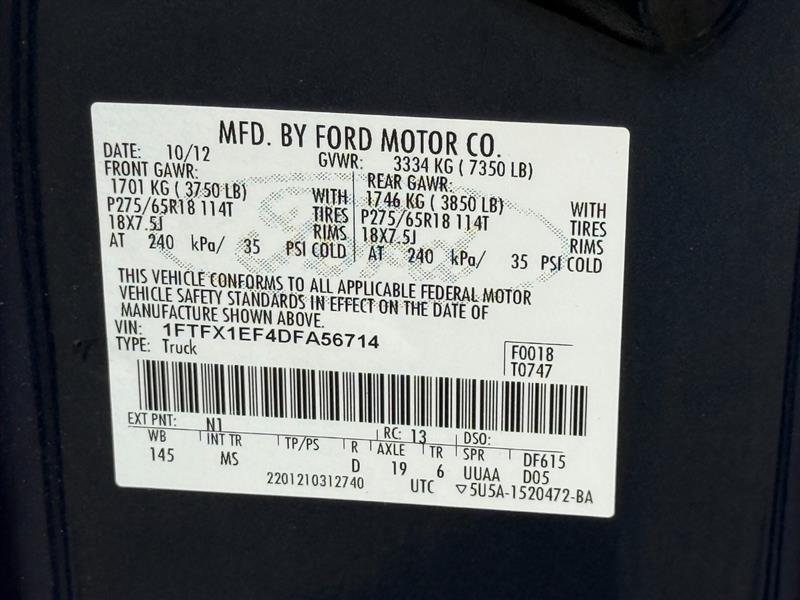 MFD. BY FORD MOTOR CO.
DATE: 10/12 GVWR: 3334 KG ( 7350 LB)
FRONT GAWR: REAR GAWR:
1701 KG ( 3750 LB) WITH 1746 KG ( 3850 LB) WITH
P275/65R18 114T TIRES P275/65R18 114T TIRES
18X7.5J RIMS 18X7.5J RIMS
AT 240 kPa/ 35 PSI COLD AT 240 kPa/ 35 PSI COLD
Ford
THIS VEHICLE CONFORMS TO ALL APPLICABLE FEDERAL MOTOR
VEHICLE SAFETY STANDARDS IN EFFECT ON THE DATE OF
MANUFACTURE SHOWN ABOVE.
VIN: 1FTFX1EF4DFA56714
TYPE: Truck
F0018
T0747
EXT PNT: N1 RC: 13 DSO:
WB INT TR TP/PS R AXLE TR SPR DF615
145 MS D 19 6 UUAA D05
2201210312740 UTC ▽5U5A-1520472-BA